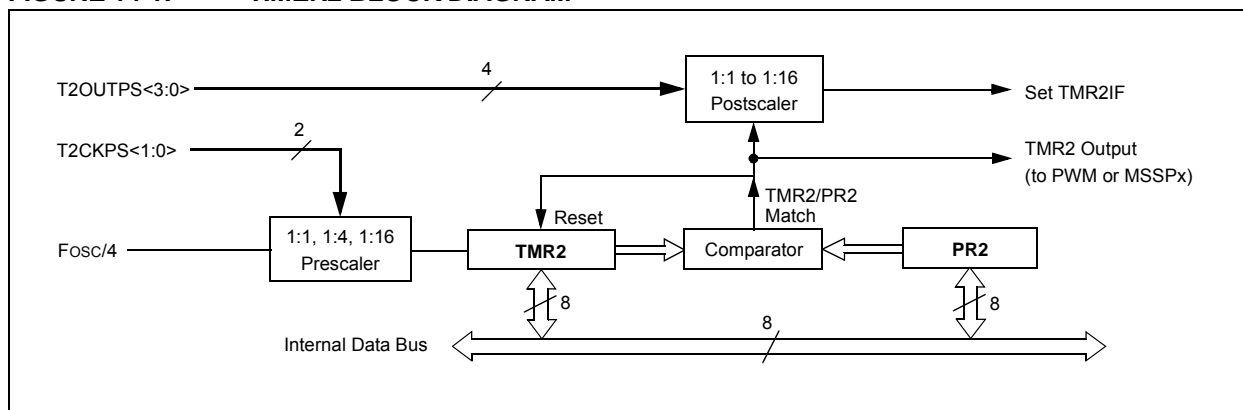 T2OUTPS<3:0>
4
1:1 to 1:16
Postscaler
Set TMR2IF
T2CKPS<1:0>
2
TMR2 Output
(to PWM or MSSPx)
TMR2/PR2
Match
Reset
FOSC/4
1:1, 1:4, 1:16
Prescaler
TMR2
Comparator
PR2
8
8
8
Internal Data Bus